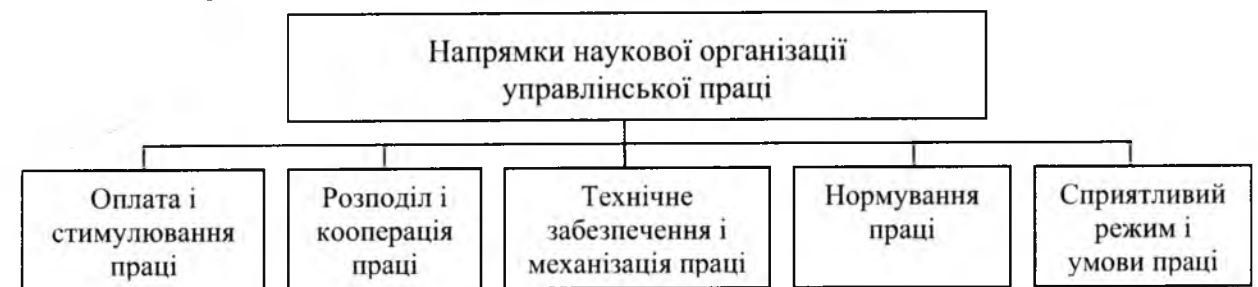 Напрямки наукової організації
управлінської праці
Оплата і
стимулювання
праці
Розподіл і
кооперація
праці
Технічне
забезпечення і
механізація праці
Нормування
праці
Сприятливий
режим і
умови праці